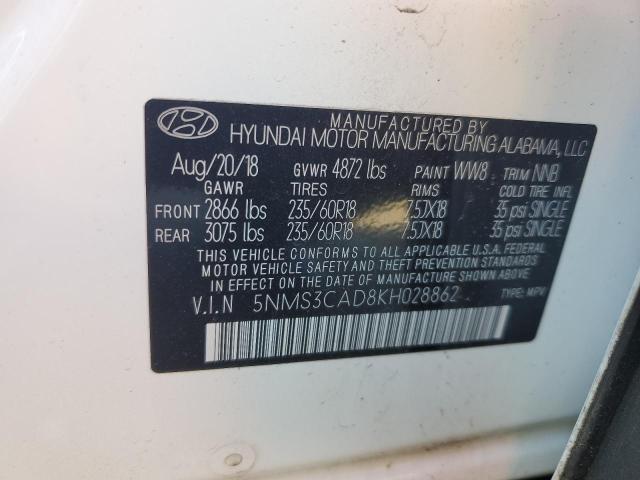 MANUFACTURED BY
HYUNDAI MOTOR MANUFACTURING ALABAMA, LLC
Aug/20/18 GVWR 4872 lbs PAINT WW8 TRIM NNB
GAWR TIRES RIMS COLD TIRE INFL
FRONT 2866 lbs 235/60R18 7.5JX18 35 psi SINGLE
REAR 3075 lbs 235/60R18 7.5JX18 35 psi SINGLE
THIS VEHICLE CONFORMS TO ALL APPLICABLE U.S.A. FEDERAL
MOTOR VEHICLE SAFETY AND THEFT PREVENTION STANDARDS
IN EFFECT ON THE DATE OF MANUFACTURE SHOWN ABOVE.
V.I.N 5NMS3CAD8KH028862 TYPE: MPV